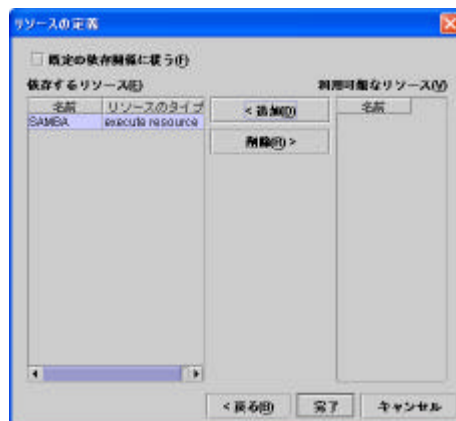 リソースの定義
既定の依存関係に従う(F)
依存するリソース(E) 利用可能なリソース(V)
名前 リソースのタイプ < 追加(D) 名前
SAMBA execute resource
削除(R) >
< 戻る(B) 完了 キャンセル